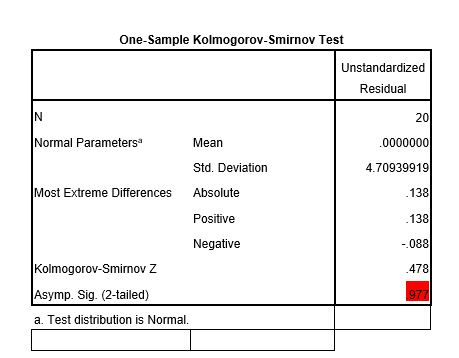 One-Sample Kolmogorov-Smirnov Test
Unstandardized
Residual
N 20
Normal Parametersᵃ Mean .0000000
Std. Deviation 4.70939919
Most Extreme Differences Absolute .138
Positive .138
Negative -.088
Kolmogorov-Smirnov Z .478
Asymp. Sig. (2-tailed) .977
a. Test distribution is Normal.